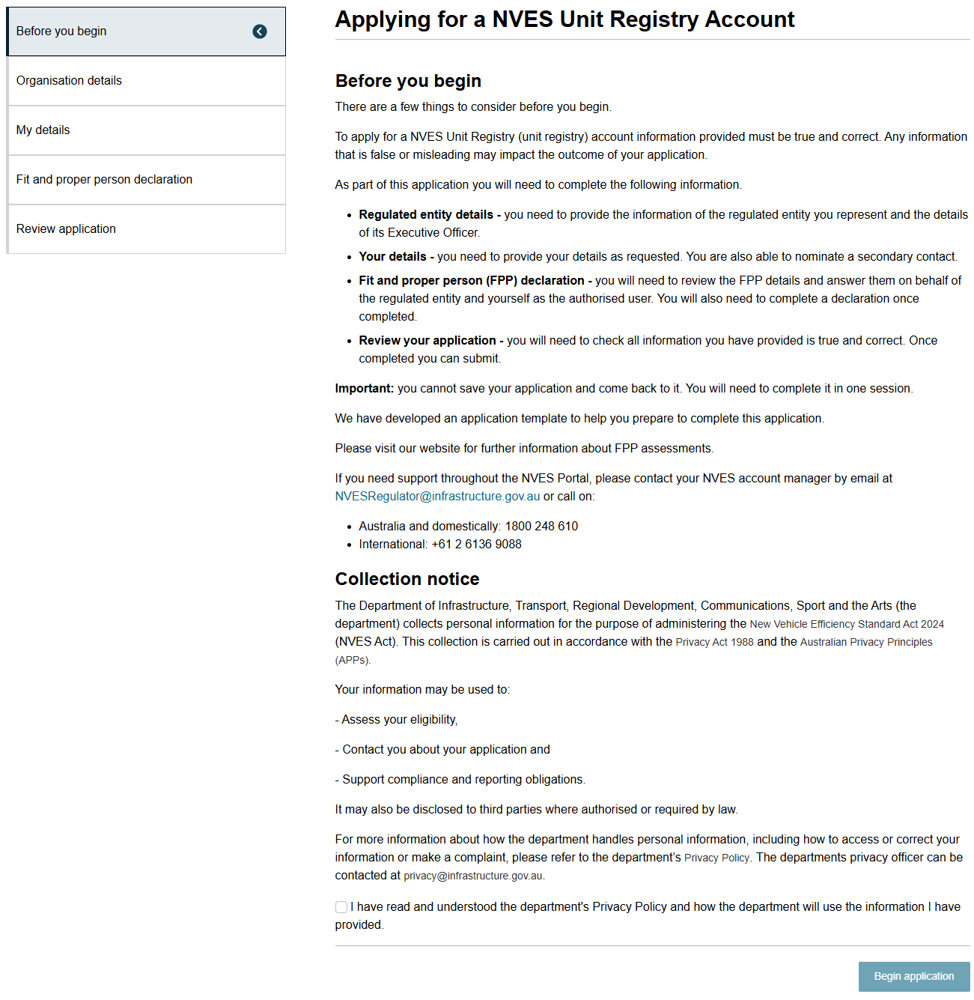 Before you begin
Organisation details
My details
Fit and proper person declaration
Review application
Applying for a NVES Unit Registry Account
Before you begin
There are a few things to consider before you begin.
To apply for a NVES Unit Registry (unit registry) account information provided must be true and correct. Any information
that is false or misleading may impact the outcome of your application.
As part of this application you will need to complete the following information.
• Regulated entity details - you need to provide the information of the regulated entity you represent and the details
of its Executive Officer.
• Your details - you need to provide your details as requested. You are also able to nominate a secondary contact.
• Fit and proper person (FPP) declaration - you will need to review the FPP details and answer them on behalf of
the regulated entity and yourself as the authorised user. You will also need to complete a declaration once
completed.
• Review your application - you will need to check all information you have provided is true and correct. Once
completed you can submit.
Important: you cannot save your application and come back to it. You will need to complete it in one session.
We have developed an application template to help you prepare to complete this application.
Please visit our website for further information about FPP assessments.
If you need support throughout the NVES Portal, please contact your NVES account manager by email at
NVESRegulator@infrastructure.gov.au or call on:
• Australia and domestically: 1800 248 610
• International: +61 2 6136 9088
Collection notice
The Department of Infrastructure, Transport, Regional Development, Communications, Sport and the Arts (the
department) collects personal information for the purpose of administering the New Vehicle Efficiency Standard Act 2024
(NVES Act). This collection is carried out in accordance with the Privacy Act 1988 and the Australian Privacy Principles
(APPs).
Your information may be used to:
- Assess your eligibility,
- Contact you about your application and
- Support compliance and reporting obligations.
It may also be disclosed to third parties where authorised or required by law.
For more information about how the department handles personal information, including how to access or correct your
information or make a complaint, please refer to the department’s Privacy Policy. The departments privacy officer can be
contacted at privacy@infrastructure.gov.au.
I have read and understood the department's Privacy Policy and how the department will use the information I have
provided.
Begin application